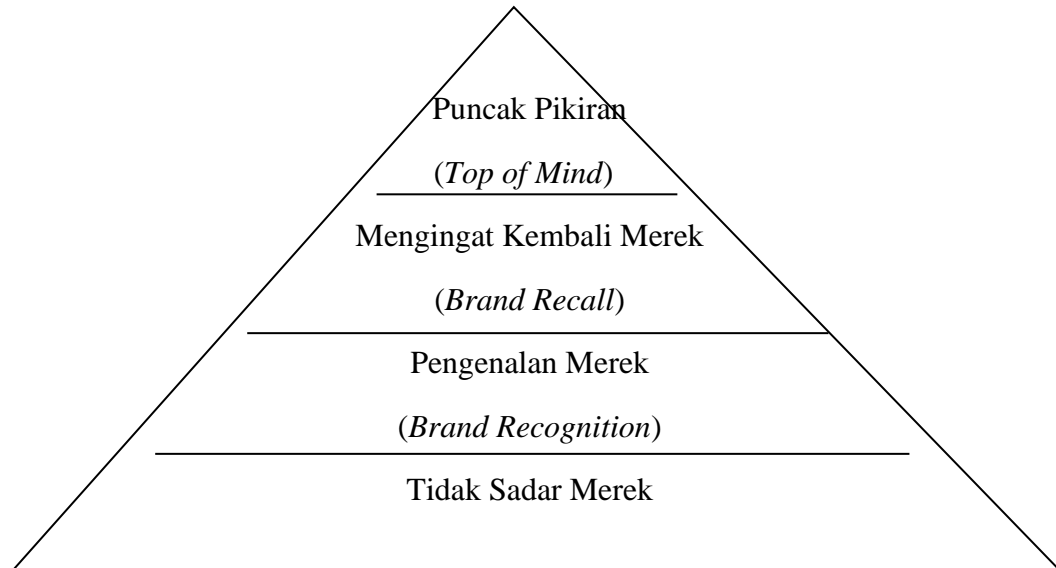 Puncak Pikiran
(Top of Mind)
Mengingat Kembali Merek
(Brand Recall)
Pengenalan Merek
(Brand Recognition)
Tidak Sadar Merek